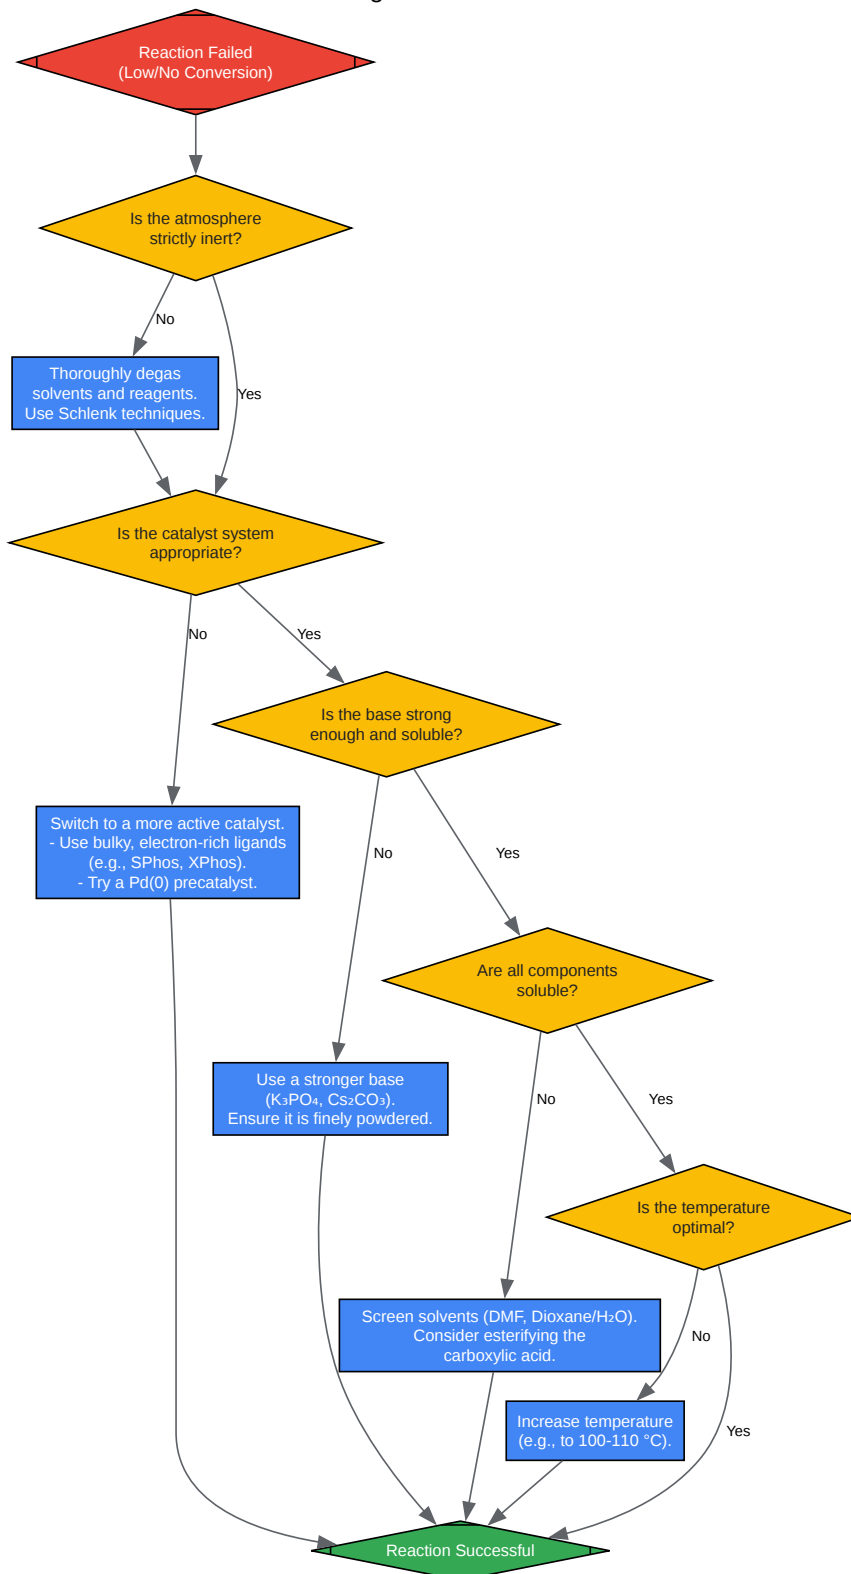 Reaction Failed
(Low/No Conversion)
Is the atmosphere
strictly inert?
No
Thoroughly degas
solvents and reagents.
Use Schlenk techniques.
Yes
Is the catalyst system
appropriate?
No
Yes
Is the base strong
enough and soluble?
Switch to a more active catalyst.
- Use bulky, electron-rich ligands
(e.g., SPhos, XPhos).
- Try a Pd(0) precatalyst.
No
Yes
Are all components
soluble?
Use a stronger base
(K₃PO₄, Cs₂CO₃).
Ensure it is finely powdered.
No
Yes
Is the temperature
optimal?
Screen solvents (DMF, Dioxane/H₂O).
Consider esterifying the
carboxylic acid.
No
Increase temperature
(e.g., to 100-110 °C).
Yes
Reaction Successful